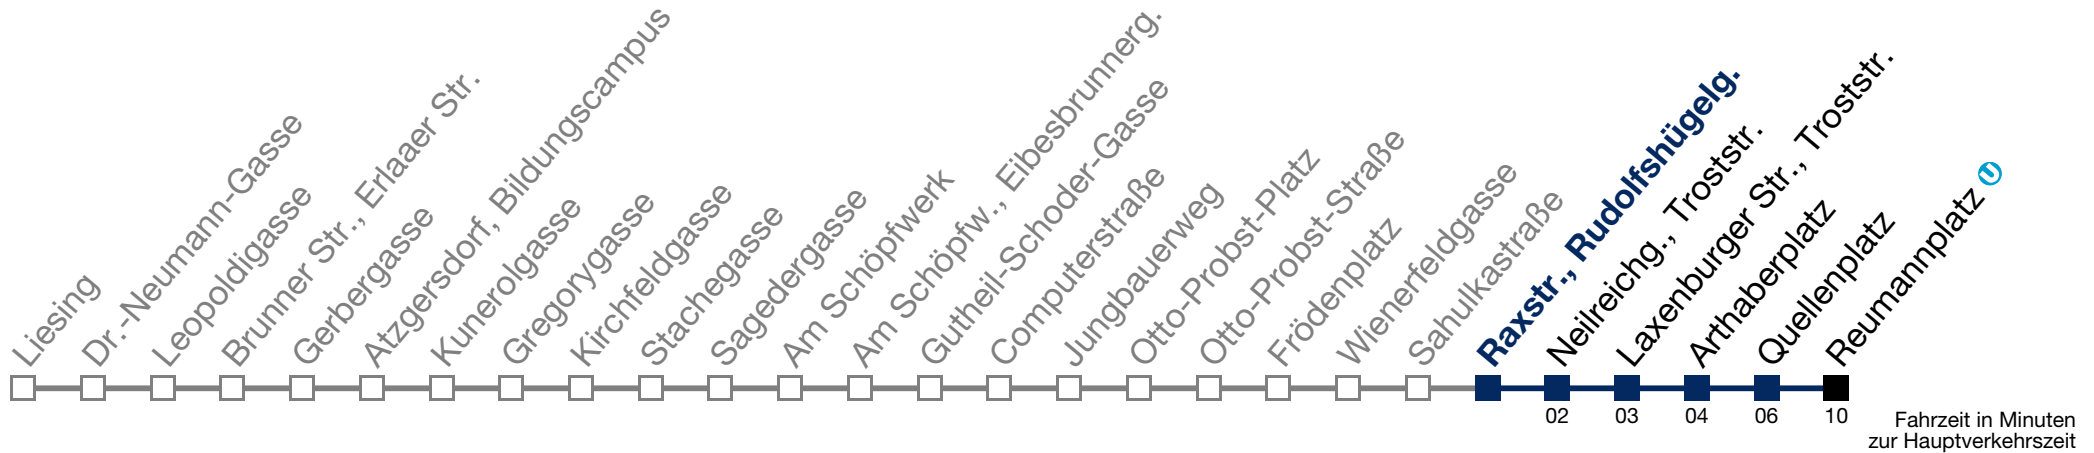 Liesing
Dr.-Neumann-Gasse
Leopoldigasse
Brunner Str., Erlaaer Str.
Gerbergasse
Atzgersdorf, Bildungscampus
Kunerolgasse
Gregorygasse
Kirchfeldgasse
Stachegasse
Sagedergasse
Am Schöpfwerk
Am Schöpfw., Eibesbrunnerg.
Gutheil-Schoder-Gasse
Computerstraße
Jungbauerweg
Otto-Probst-Platz
Otto-Probst-Straße
Frödenplatz
Wienerfeldgasse
Sahulkastraße
Raxstr., Rudolfshügelg.
Neilreichg., Troststr.
Laxenburger Str., Troststr.
Arthaberplatz
Quellenplatz
Reumannplatz U
02 03 04 06 10
Fahrzeit in Minuten
zur Hauptverkehrszeit